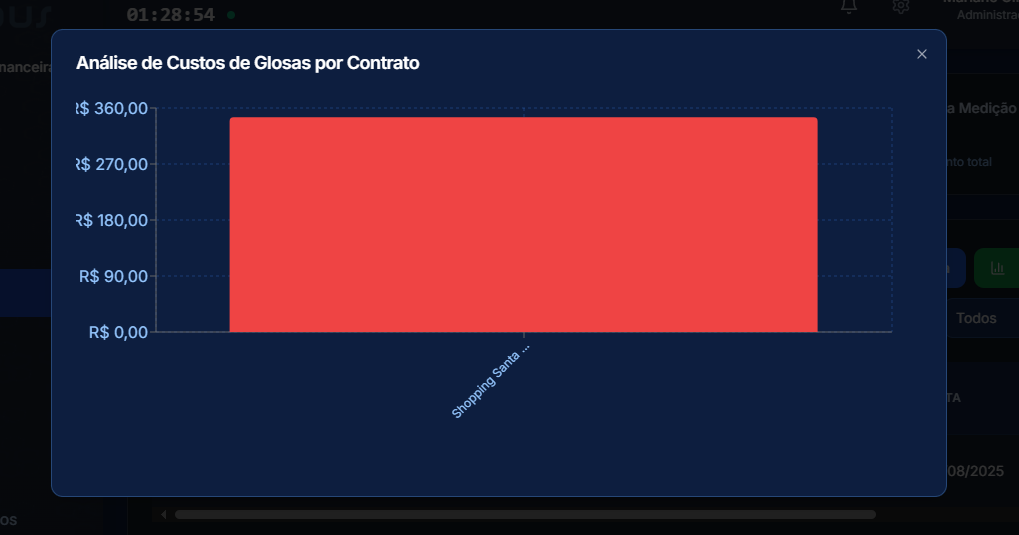 01:28:54
Administra
nanceira
Análise de Custos de Glosas por Contrato
R$ 360,00
R$ 270,00
R$ 180,00
R$ 90,00
R$ 0,00
Shopping Santa ...
a Medição
nto total
Todos
TA
08/2025
os